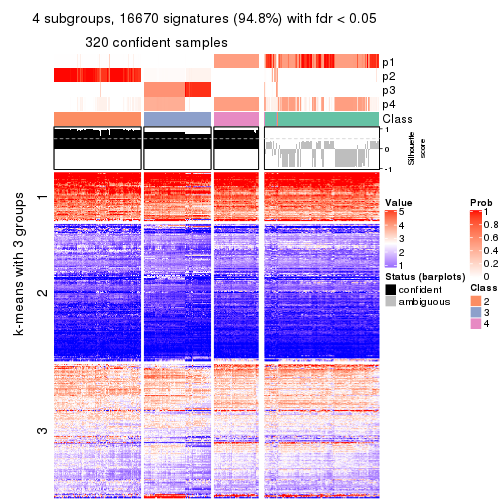 4 subgroups, 16670 signatures (94.8%) with fdr < 0.05
320 confident samples
p1
p2
p3
p4
Class
1
0
-1
Silhouette
score
k-means with 3 groups
1
2
3
Value
5
4
3
2
1
Status (barplots)
confident
ambiguous
Prob
1
0.8
0.6
0.4
0.2
0
Class
2
3
4